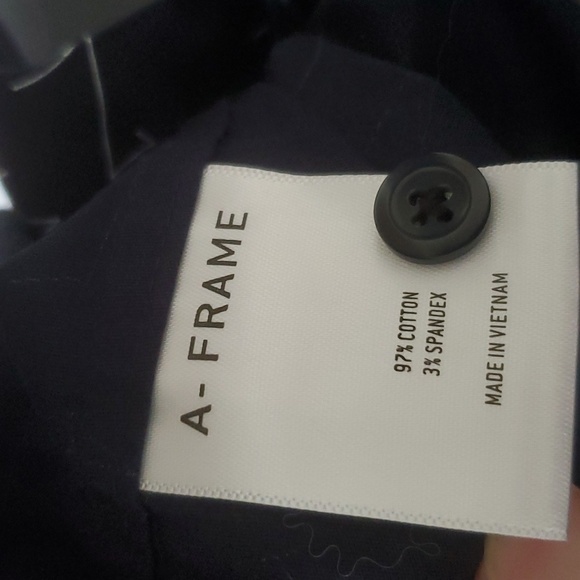 A- FRAME
97% COTTON
3% SPANDEX
MADE IN VIETNAM